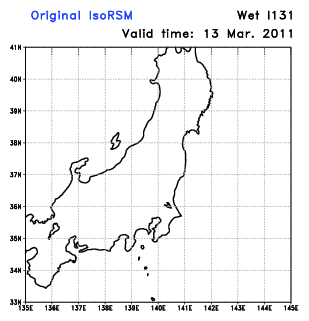 Original IsoRSM Wet I131
Valid time: 13 Mar. 2011
41N
40N
39N
38N
37N
36N
35N
34N
33N
135E 136E 137E 138E 139E 140E 141E 142E 143E 144E 145E